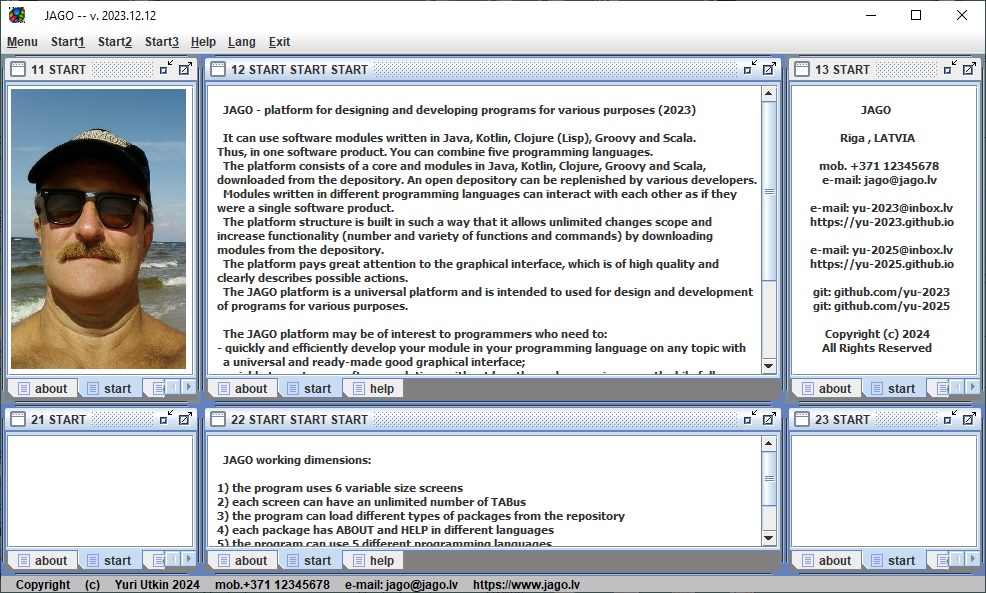 JAGO -- v. 2023.12.12
Menu Start1 Start2 Start3 Help Lang Exit
11 START
about start
12 START START START
JAGO - platform for designing and developing programs for various purposes (2023)
It can use software modules written in Java, Kotlin, Clojure (Lisp), Groovy and Scala.
Thus, in one software product. You can combine five programming languages.
The platform consists of a core and modules in Java, Kotlin, Clojure, Groovy and Scala,
downloaded from the depository. An open depository can be replenished by various developers.
Modules written in different programming languages can interact with each other as if they
were a single software product.
The platform structure is built in such a way that it allows unlimited changes scope and
increase functionality (number and variety of functions and commands) by downloading
modules from the depository.
The platform pays great attention to the graphical interface, which is of high quality and
clearly describes possible actions.
The JAGO platform is a universal platform and is intended to used for design and development
of programs for various purposes.
The JAGO platform may be of interest to programmers who need to:
- quickly and efficiently develop your module in your programming language on any topic with
a universal and ready-made good graphical interface;
about start help
13 START
JAGO
Riga , LATVIA
mob. +371 12345678
e-mail: jago@jago.lv
e-mail: yu-2023@inbox.lv
https://yu-2023.github.io
e-mail: yu-2025@inbox.lv
https://yu-2025.github.io
git: github.com/yu-2023
git: github.com/yu-2025
Copyright (c) 2024
All Rights Reserved
about start
21 START
about start
22 START START START
JAGO working dimensions:
1) the program uses 6 variable size screens
2) each screen can have an unlimited number of TABus
3) the program can load different types of packages from the repository
4) each package has ABOUT and HELP in different languages
5) the program can use 5 different programming languages
about start help
23 START
about start
Copyright (c) Yuri Utkin 2024 mob.+371 12345678 e-mail: jago@jago.lv https://www.jago.lv